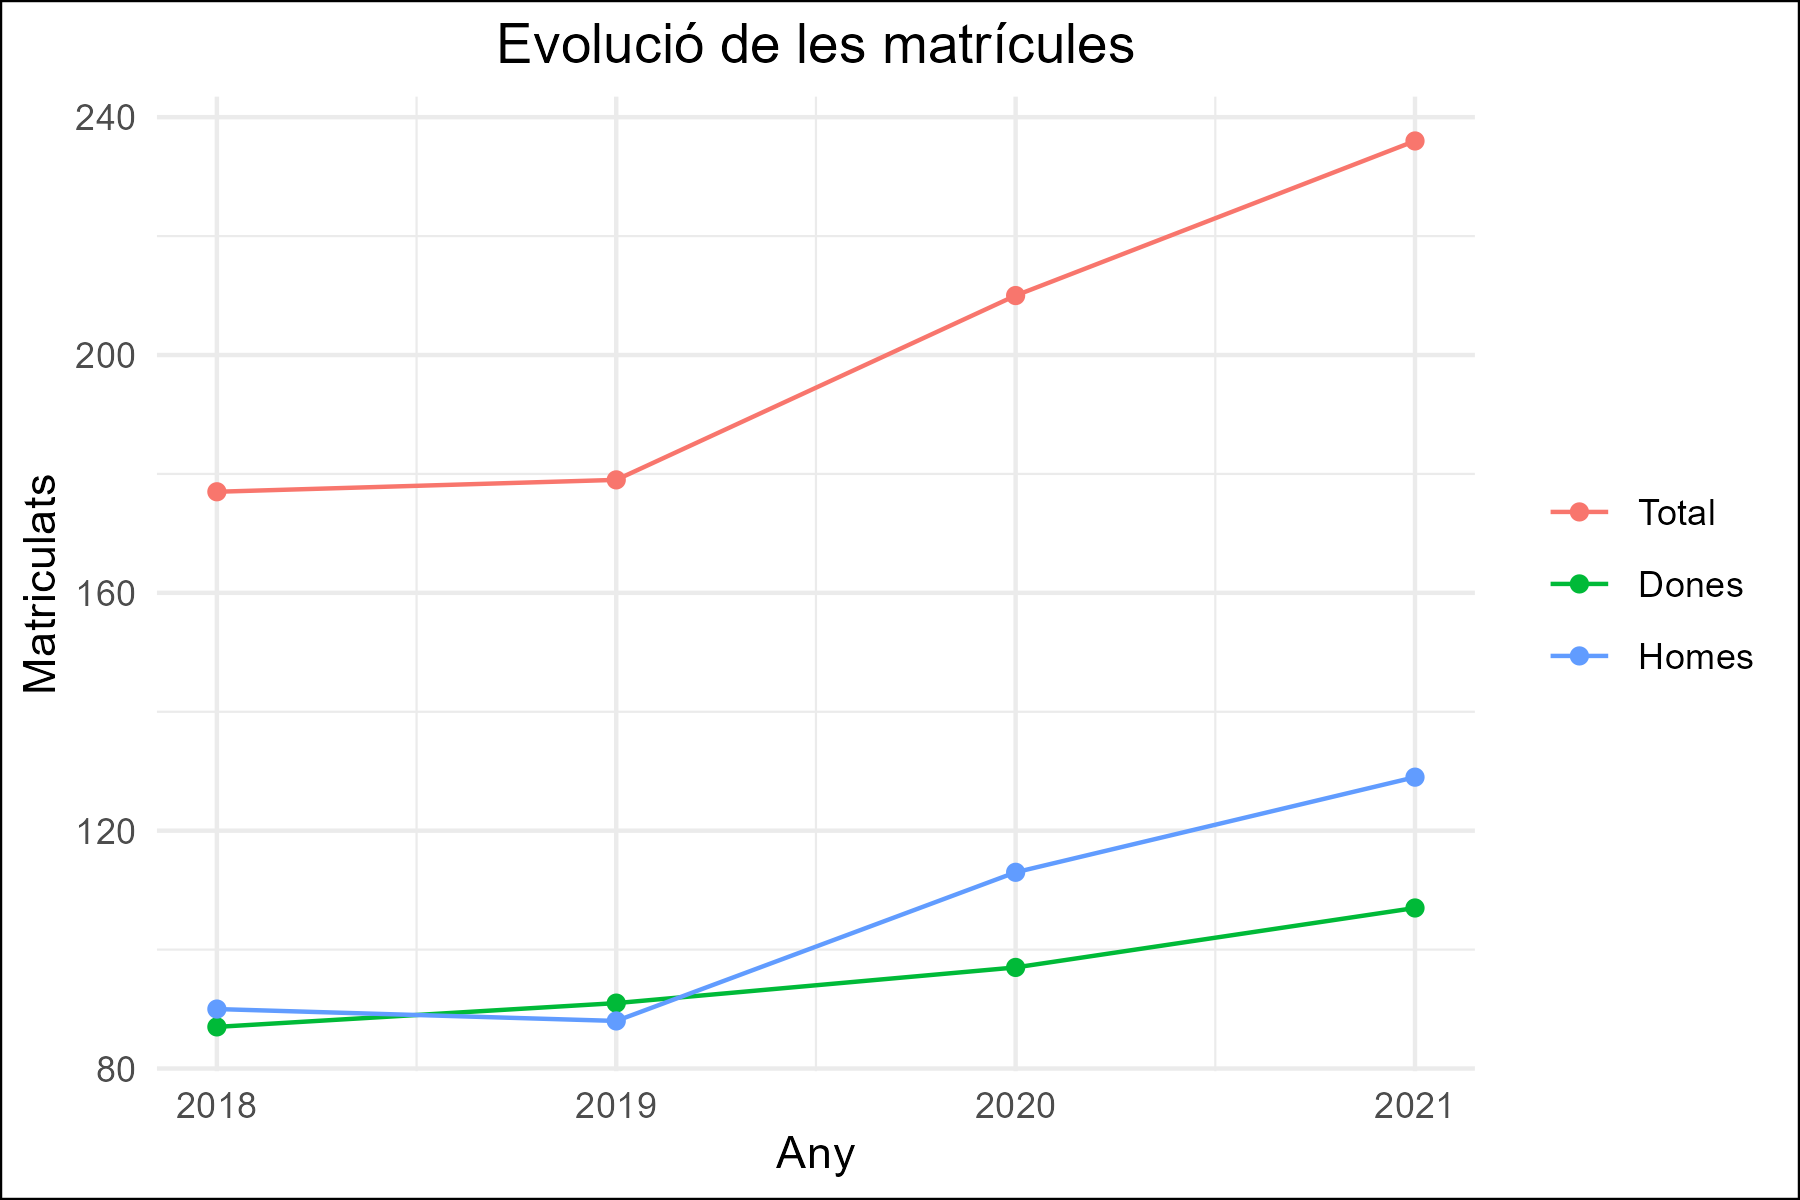 Evolució de les matrícules
240
200
160
120
80
Matriculats
2018 2019 2020 2021
Any
Total
Dones
Homes